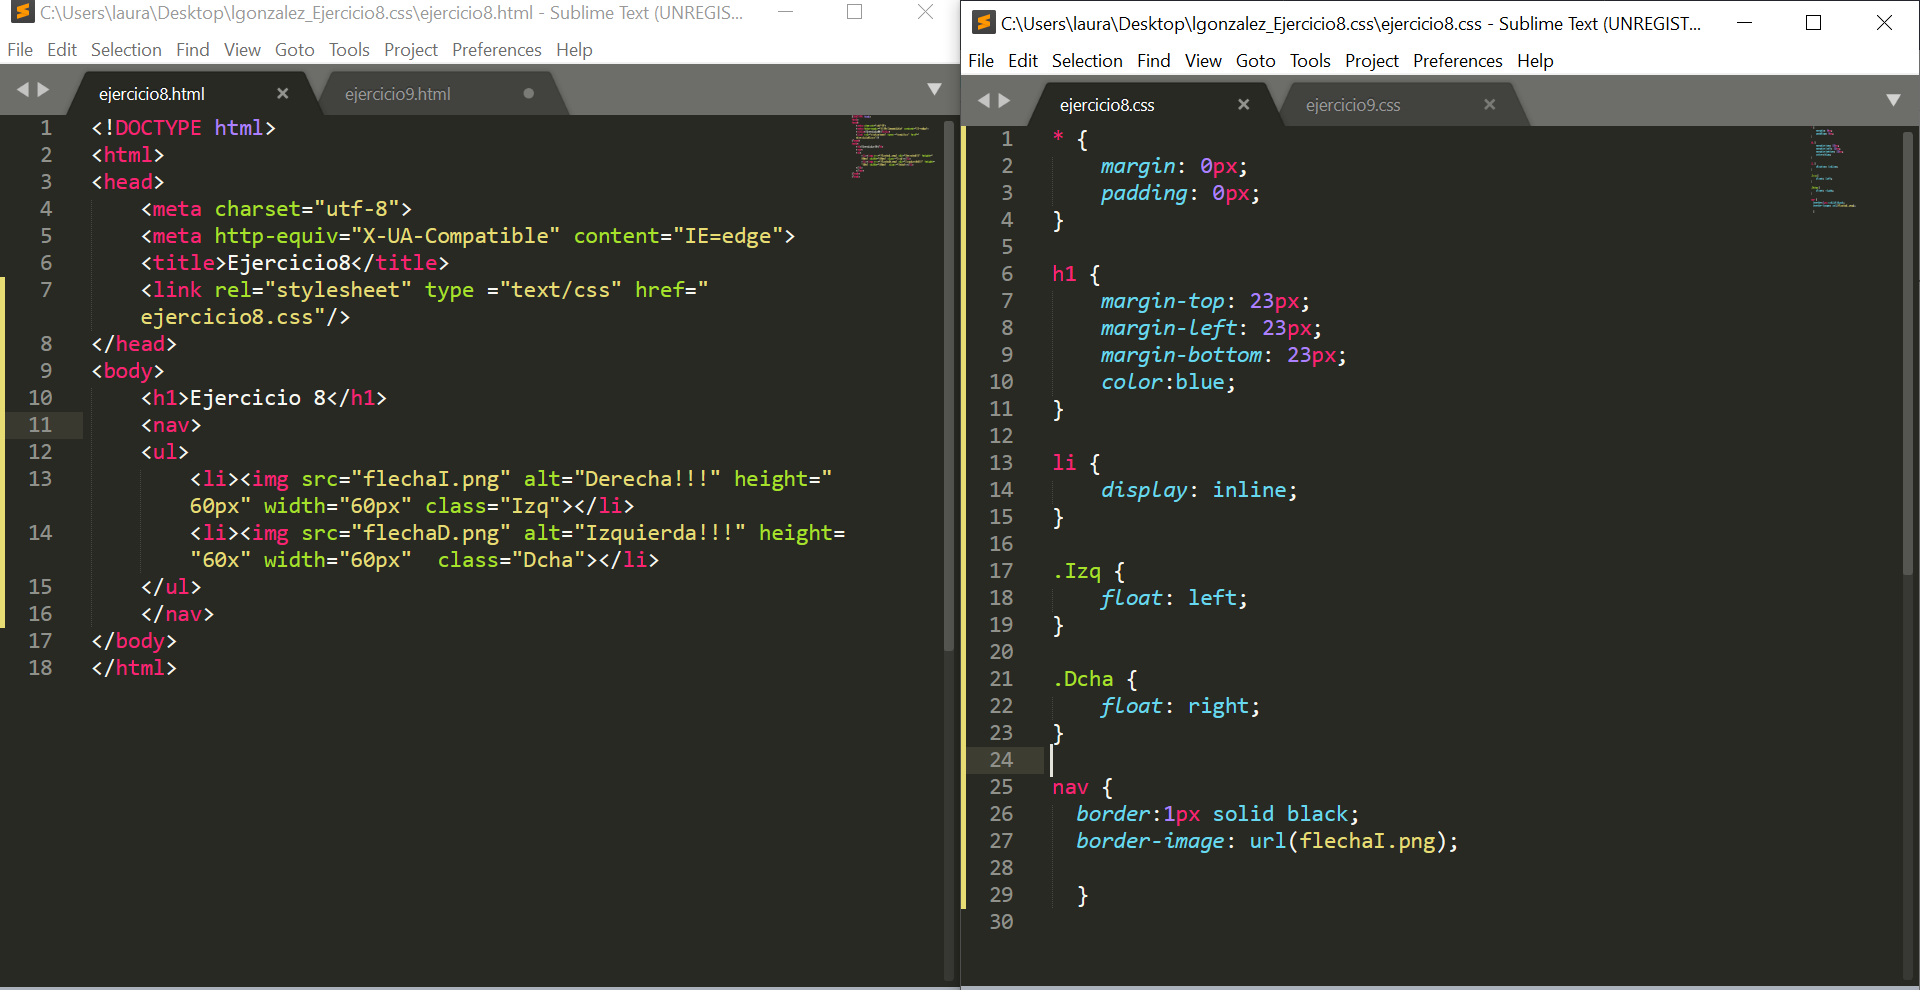 C:\Users\laura\Desktop\lgonzalez_Ejercicio8.css\ejercicio8.html - Sublime Text (UNREGIS...
File Edit Selection Find View Goto Tools Project Preferences Help
ejercicio8.html
ejercicio9.html
1 <!DOCTYPE html>
2 <html>
3 <head>
4 <meta charset="utf-8">
5 <meta http-equiv="X-UA-Compatible" content="IE=edge">
6 <title>Ejercicio8</title>
7 <link rel="stylesheet" type ="text/css" href="
ejercicio8.css"/>
8 </head>
9 <body>
10 <h1>Ejercicio 8</h1>
11 <nav>
12 <ul>
13 <li><img src="flechaI.png" alt="Derecha!!!" height="
60px" width="60px" class="Izq"></li>
14 <li><img src="flechaD.png" alt="Izquierda!!!" height=
"60x" width="60px"  class="Dcha"></li>
15 </ul>
16 </nav>
17 </body>
18 </html>
C:\Users\laura\Desktop\lgonzalez_Ejercicio8.css\ejercicio8.css - Sublime Text (UNREGIST...
File Edit Selection Find View Goto Tools Project Preferences Help
ejercicio8.css
ejercicio9.css
1 * {
2 margin: 0px;
3 padding: 0px;
4 }
5
6 h1 {
7 margin-top: 23px;
8 margin-left: 23px;
9 margin-bottom: 23px;
10 color:blue;
11 }
12
13 li {
14 display: inline;
15 }
16
17 .Izq {
18 float: left;
19 }
20
21 .Dcha {
22 float: right;
23 }
24
25 nav {
26 border:1px solid black;
27 border-image: url(flechaI.png);
28
29 }
30